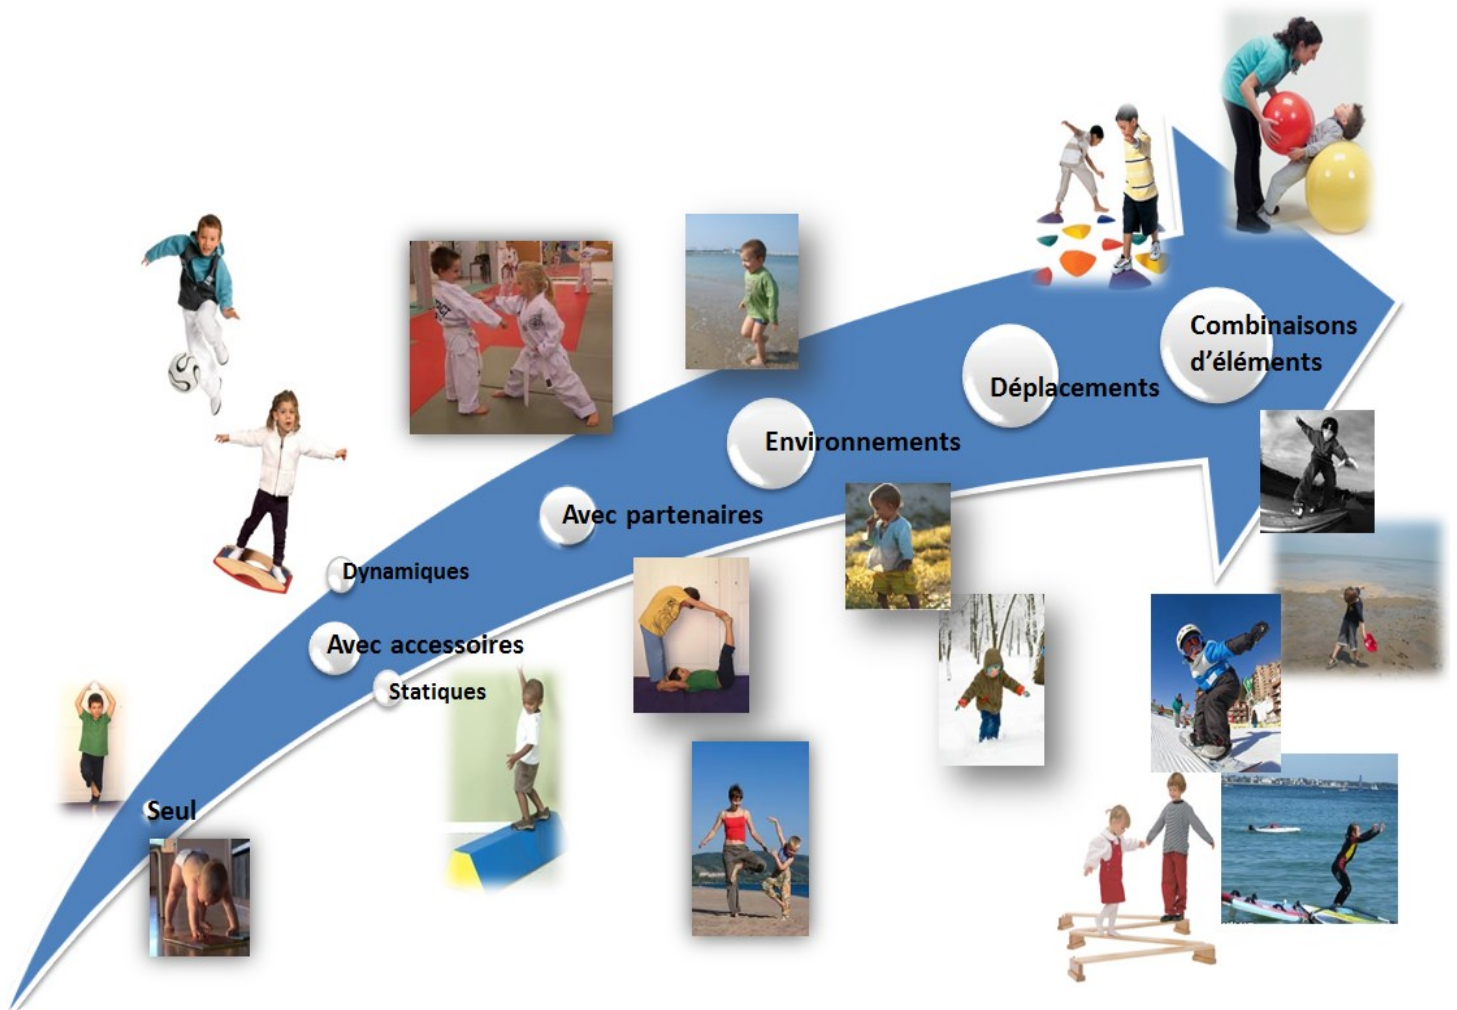 Seul
Avec accessoires
Statiques
Dynamiques
Avec partenaires
Environnements
Déplacements
Combinaisons
d'éléments